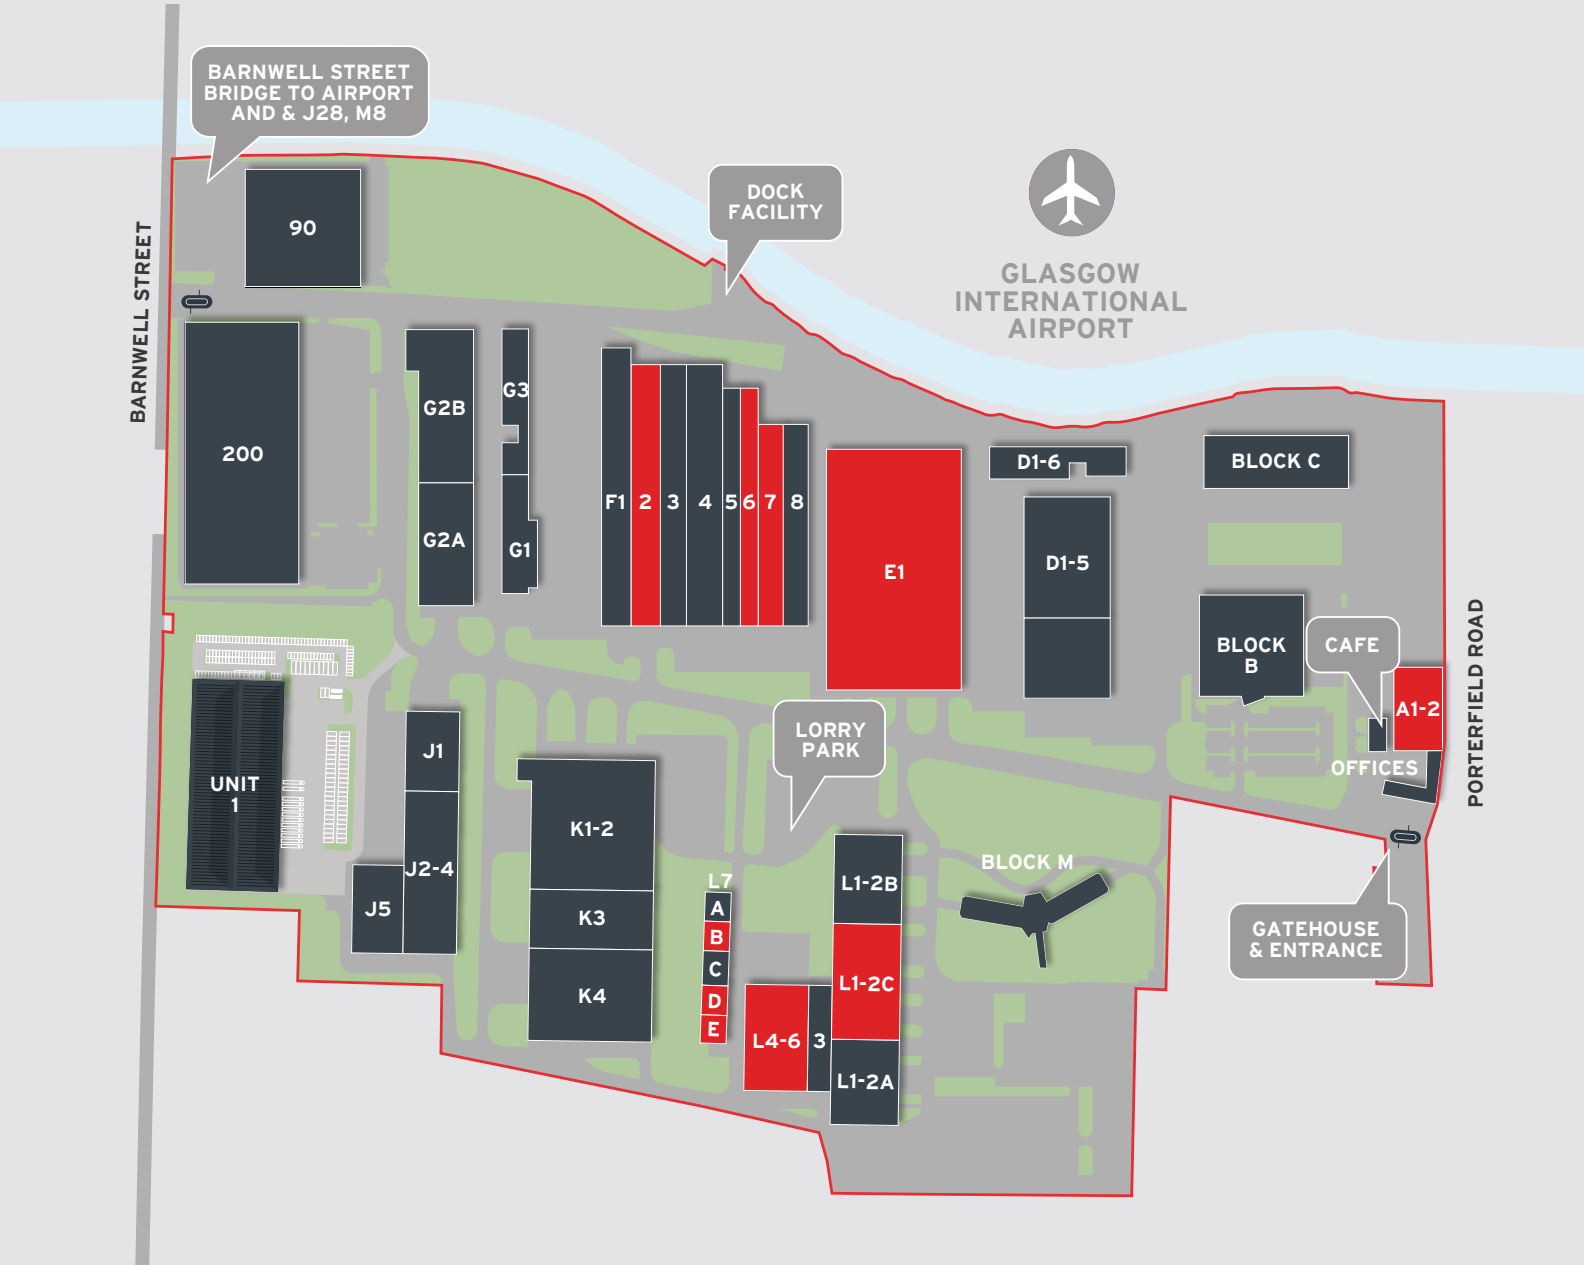 BARNWELL STREET
BRIDGE TO AIRPORT
AND & J28, M8
DOCK
FACILITY
90
BARNWELL STREET
GLASGOW
INTERNATIONAL
AIRPORT
200
G2B
G3
G2A
G1
F1
2
3
4
5
6
7
8
E1
D1-6
D1-5
BLOCK C
BLOCK
B
CAFE
A1-2
OFFICES
PORTERFIELD ROAD
UNIT
1
J1
J2-4
J5
K1-2
K3
K4
LORRY
PARK
L7
A
B
C
D
E
L4-6
3
L1-2B
L1-2C
L1-2A
BLOCK M
GATEHOUSE
& ENTRANCE